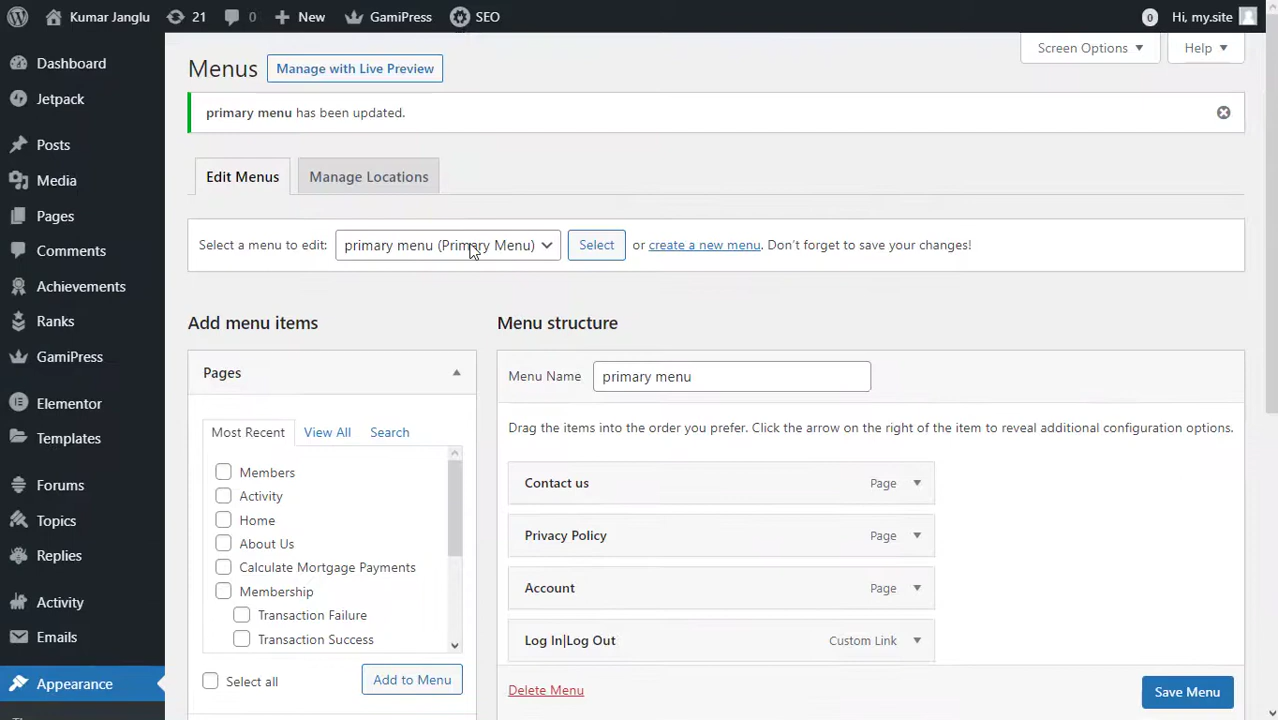 Kumar Janglu 21 0 New GamiPress SEO 0 Hi, my.site
Dashboard
Jetpack
Posts
Media
Pages
Comments
Achievements
Ranks
GamiPress
Elementor
Templates
Forums
Topics
Replies
Activity
Emails
Appearance
Screen Options Help
Menus Manage with Live Preview
primary menu has been updated.
Edit Menus Manage Locations
Select a menu to edit: primary menu (Primary Menu) Select or create a new menu. Don't forget to save your changes!
Add menu items
Pages
Most Recent View All Search
Members
Activity
Home
About Us
Calculate Mortgage Payments
Membership
Transaction Failure
Transaction Success
Select all Add to Menu
Menu structure
Menu Name primary menu
Drag the items into the order you prefer. Click the arrow on the right of the item to reveal additional configuration options.
Contact us Page
Privacy Policy Page
Account Page
Log In|Log Out Custom Link
Delete Menu Save Menu